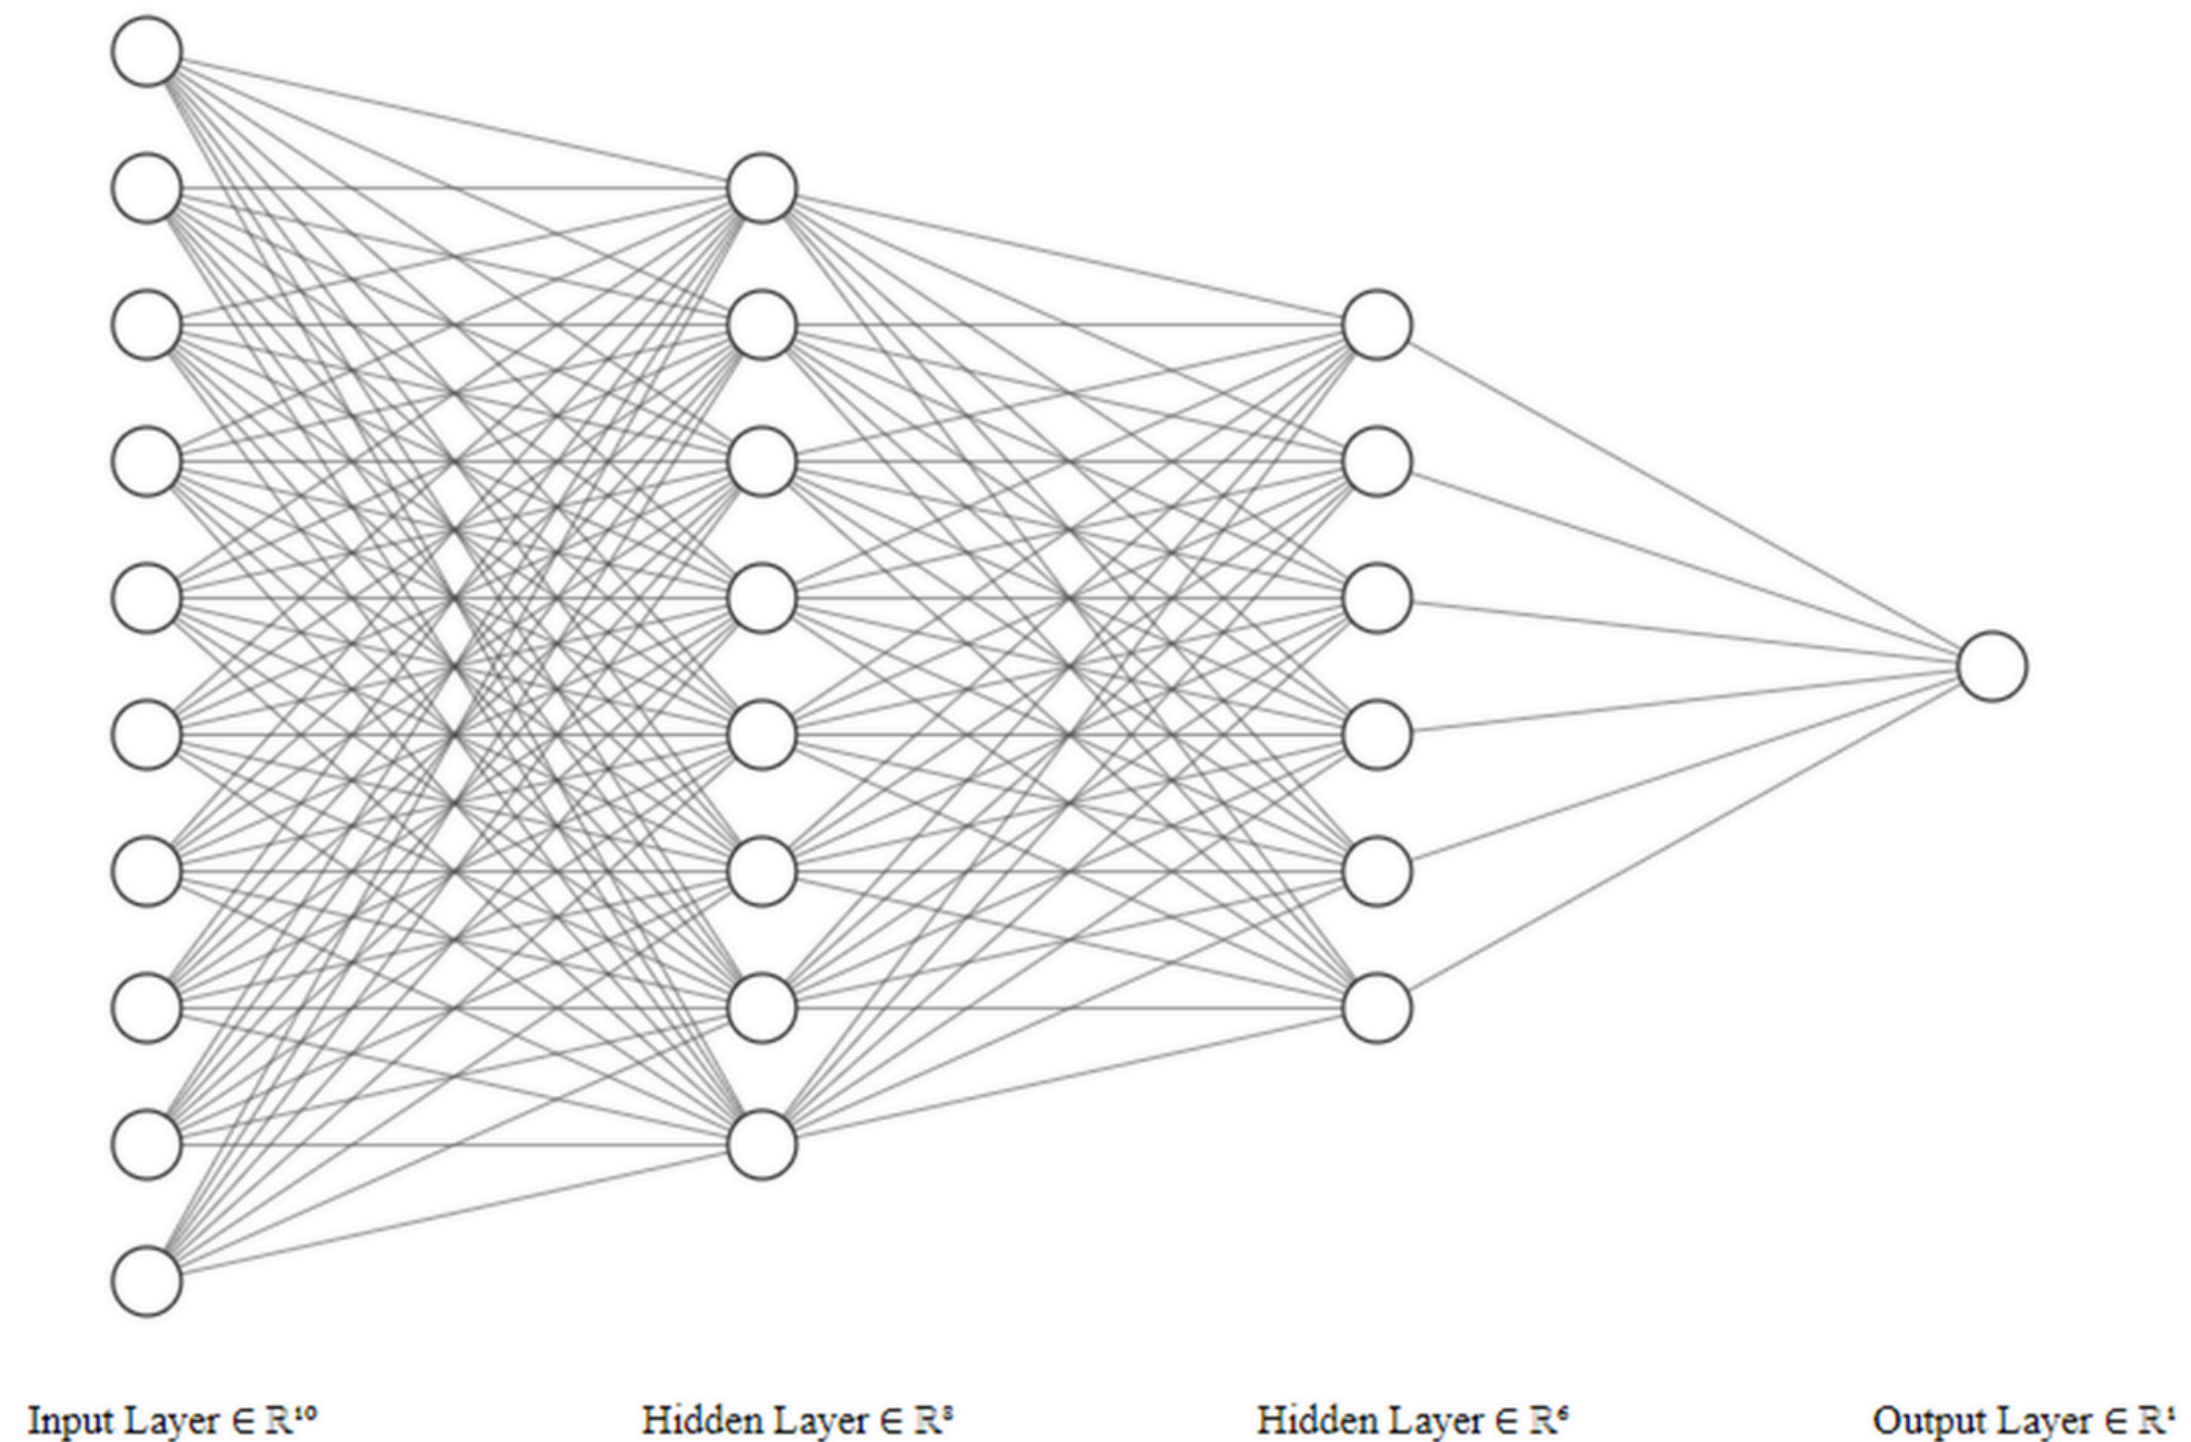 Input Layer ∈ ℝ¹⁰
Hidden Layer ∈ ℝ⁸
Hidden Layer ∈ ℝ⁶
Output Layer ∈ ℝ¹